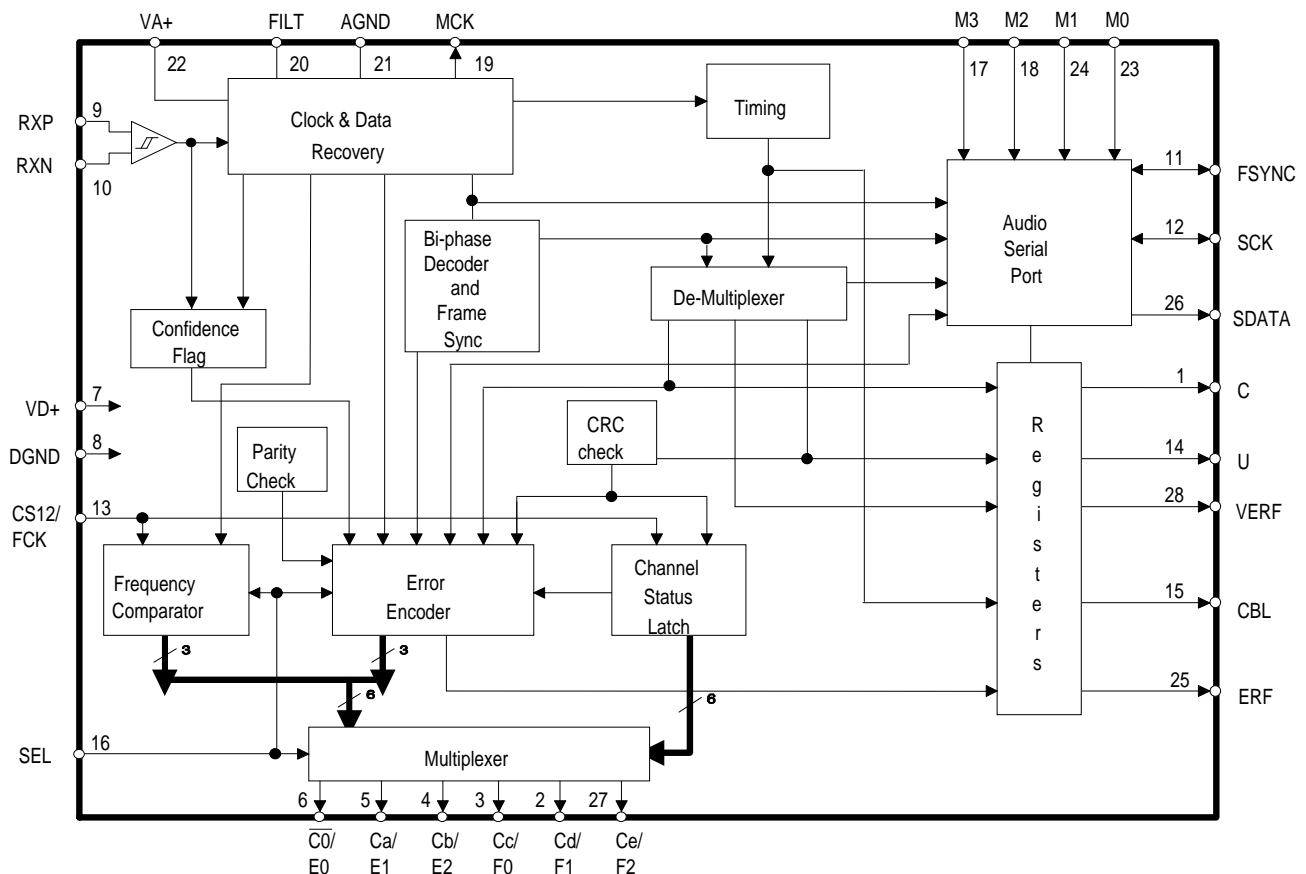 VA+ FILT AGND MCK M3 M2 M1 M0
22 20 21 19 17 18 24 23
RXP 9
RXN 10
Clock & Data
Recovery
Timing
11 FSYNC
12 SCK
26 SDATA
Audio
Serial
Port
Bi-phase
Decoder
and
Frame
Sync
De-Multiplexer
Confidence
Flag
VD+ 7
DGND 8
CS12/
FCK
13
Parity
Check
CRC
check
Registers
1 C
14 U
28 VERF
15 CBL
25 ERF
Frequency
Comparator
Error
Encoder
Channel
Status
Latch
3 3
6 6
SEL 16
Multiplexer
6 5 4 3 2 27
C0/ Ca/ Cb/ Cc/ Cd/ Ce/
E0 E1 E2 F0 F1 F2